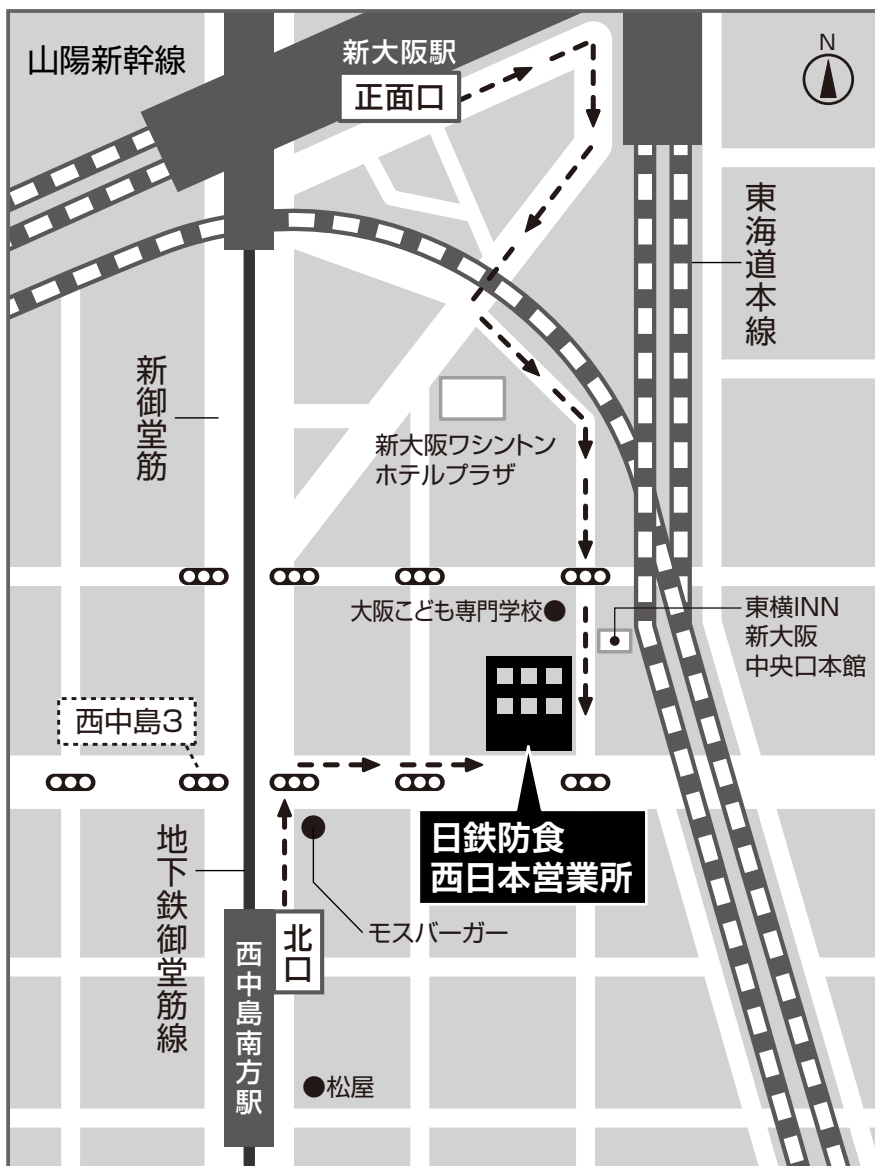 山陽新幹線
新大阪駅
正面口
N
東海道本線
新御堂筋
新大阪ワシントン
ホテルプラザ
大阪こども専門学校
東横INN
新大阪
中央口本館
西中島3
日鉄防食
西日本営業所
地下鉄御堂筋線
北口
モスバーガー
西中島南方駅
松屋